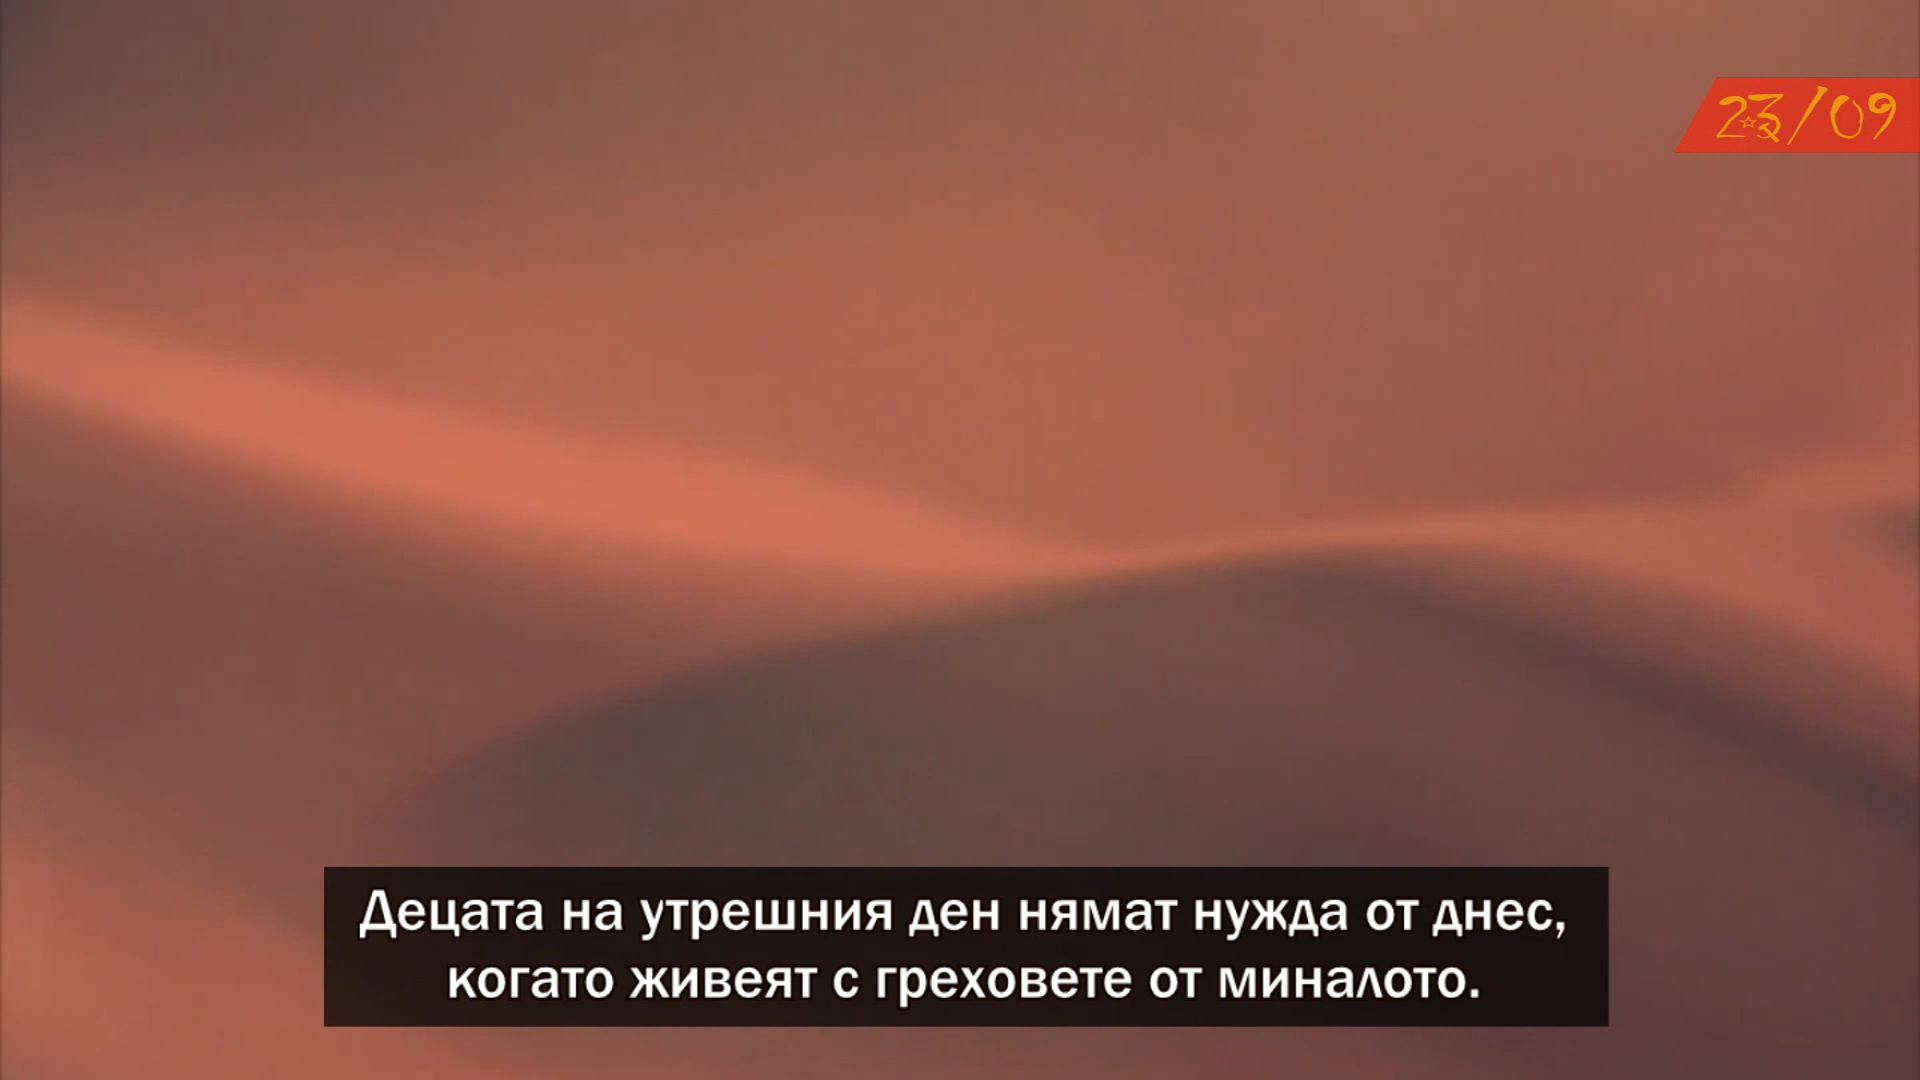 23/09
Децата на утрешния ден нямат нужда от днес,
когато живеят с греховете от миналото.